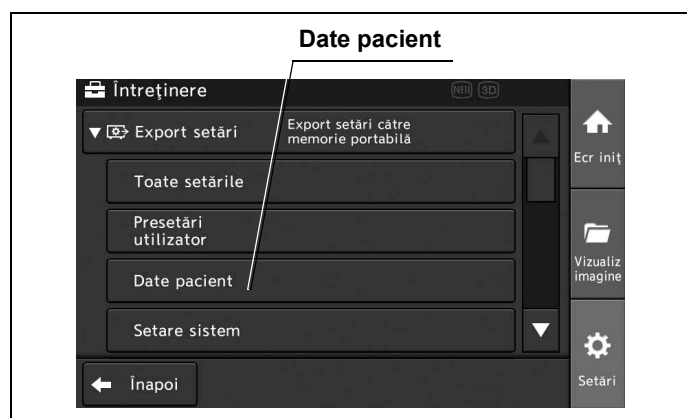 Date pacient
Întreţinere
NBI 3D
Export setări
Export setări către
memorie portabilă
Toate setările
Presetări
utilizator
Date pacient
Setare sistem
Înapoi
Ecr iniţ
Vizualiz
imagine
Setări